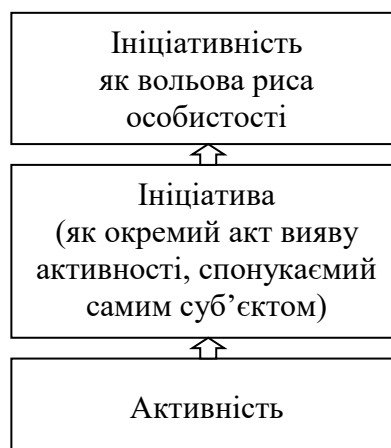 Ініціативність
як вольова риса
особистості
Ініціатива
(як окремий акт вияву
активності, спонукаємий
самим суб’єктом)
Активність